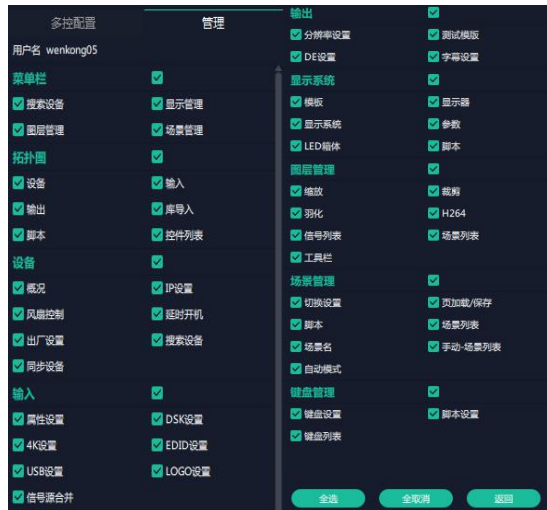 多控配置 管理
用户名 wenkong05
菜单栏
搜索设备 显示管理
图层管理 场景管理
拓扑图
设备 输入
输出 库导入
脚本 控件列表
设备
概况 IP设置
风扇控制 延时开机
出厂设置 搜索设备
同步设备
输入
属性设置 DSK设置
4K设置 EDID设置
USB设置 LOGO设置
信号源合并
输出
分辨率设置 测试模版
DE设置 字幕设置
显示系统
模板 显示器
显示系统 参数
LED箱体 脚本
图层管理
缩放 裁剪
羽化 H264
信号列表 场景列表
工具栏
场景管理
切换设置 页加载/保存
脚本 场景列表
场景名 手动-场景列表
自动模式
键盘管理
键盘设置 脚本设置
键盘列表
全选 全取消 返回